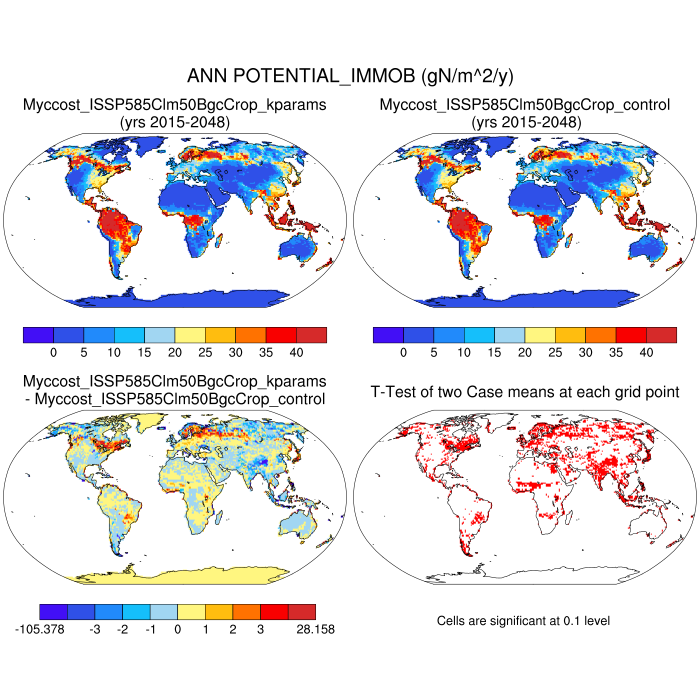 ANN POTENTIAL_IMMOB (gN/m^2/y)
Myccost_ISSP585Clm50BgcCrop_kparams
(yrs 2015-2048)
Myccost_ISSP585Clm50BgcCrop_control
(yrs 2015-2048)
0 5 10 15 20 25 30 35 40
0 5 10 15 20 25 30 35 40
Myccost_ISSP585Clm50BgcCrop_kparams
- Myccost_ISSP585Clm50BgcCrop_control
T-Test of two Case means at each grid point
-105.378 -3 -2 -1 0 1 2 3 28.158
Cells are significant at 0.1 level